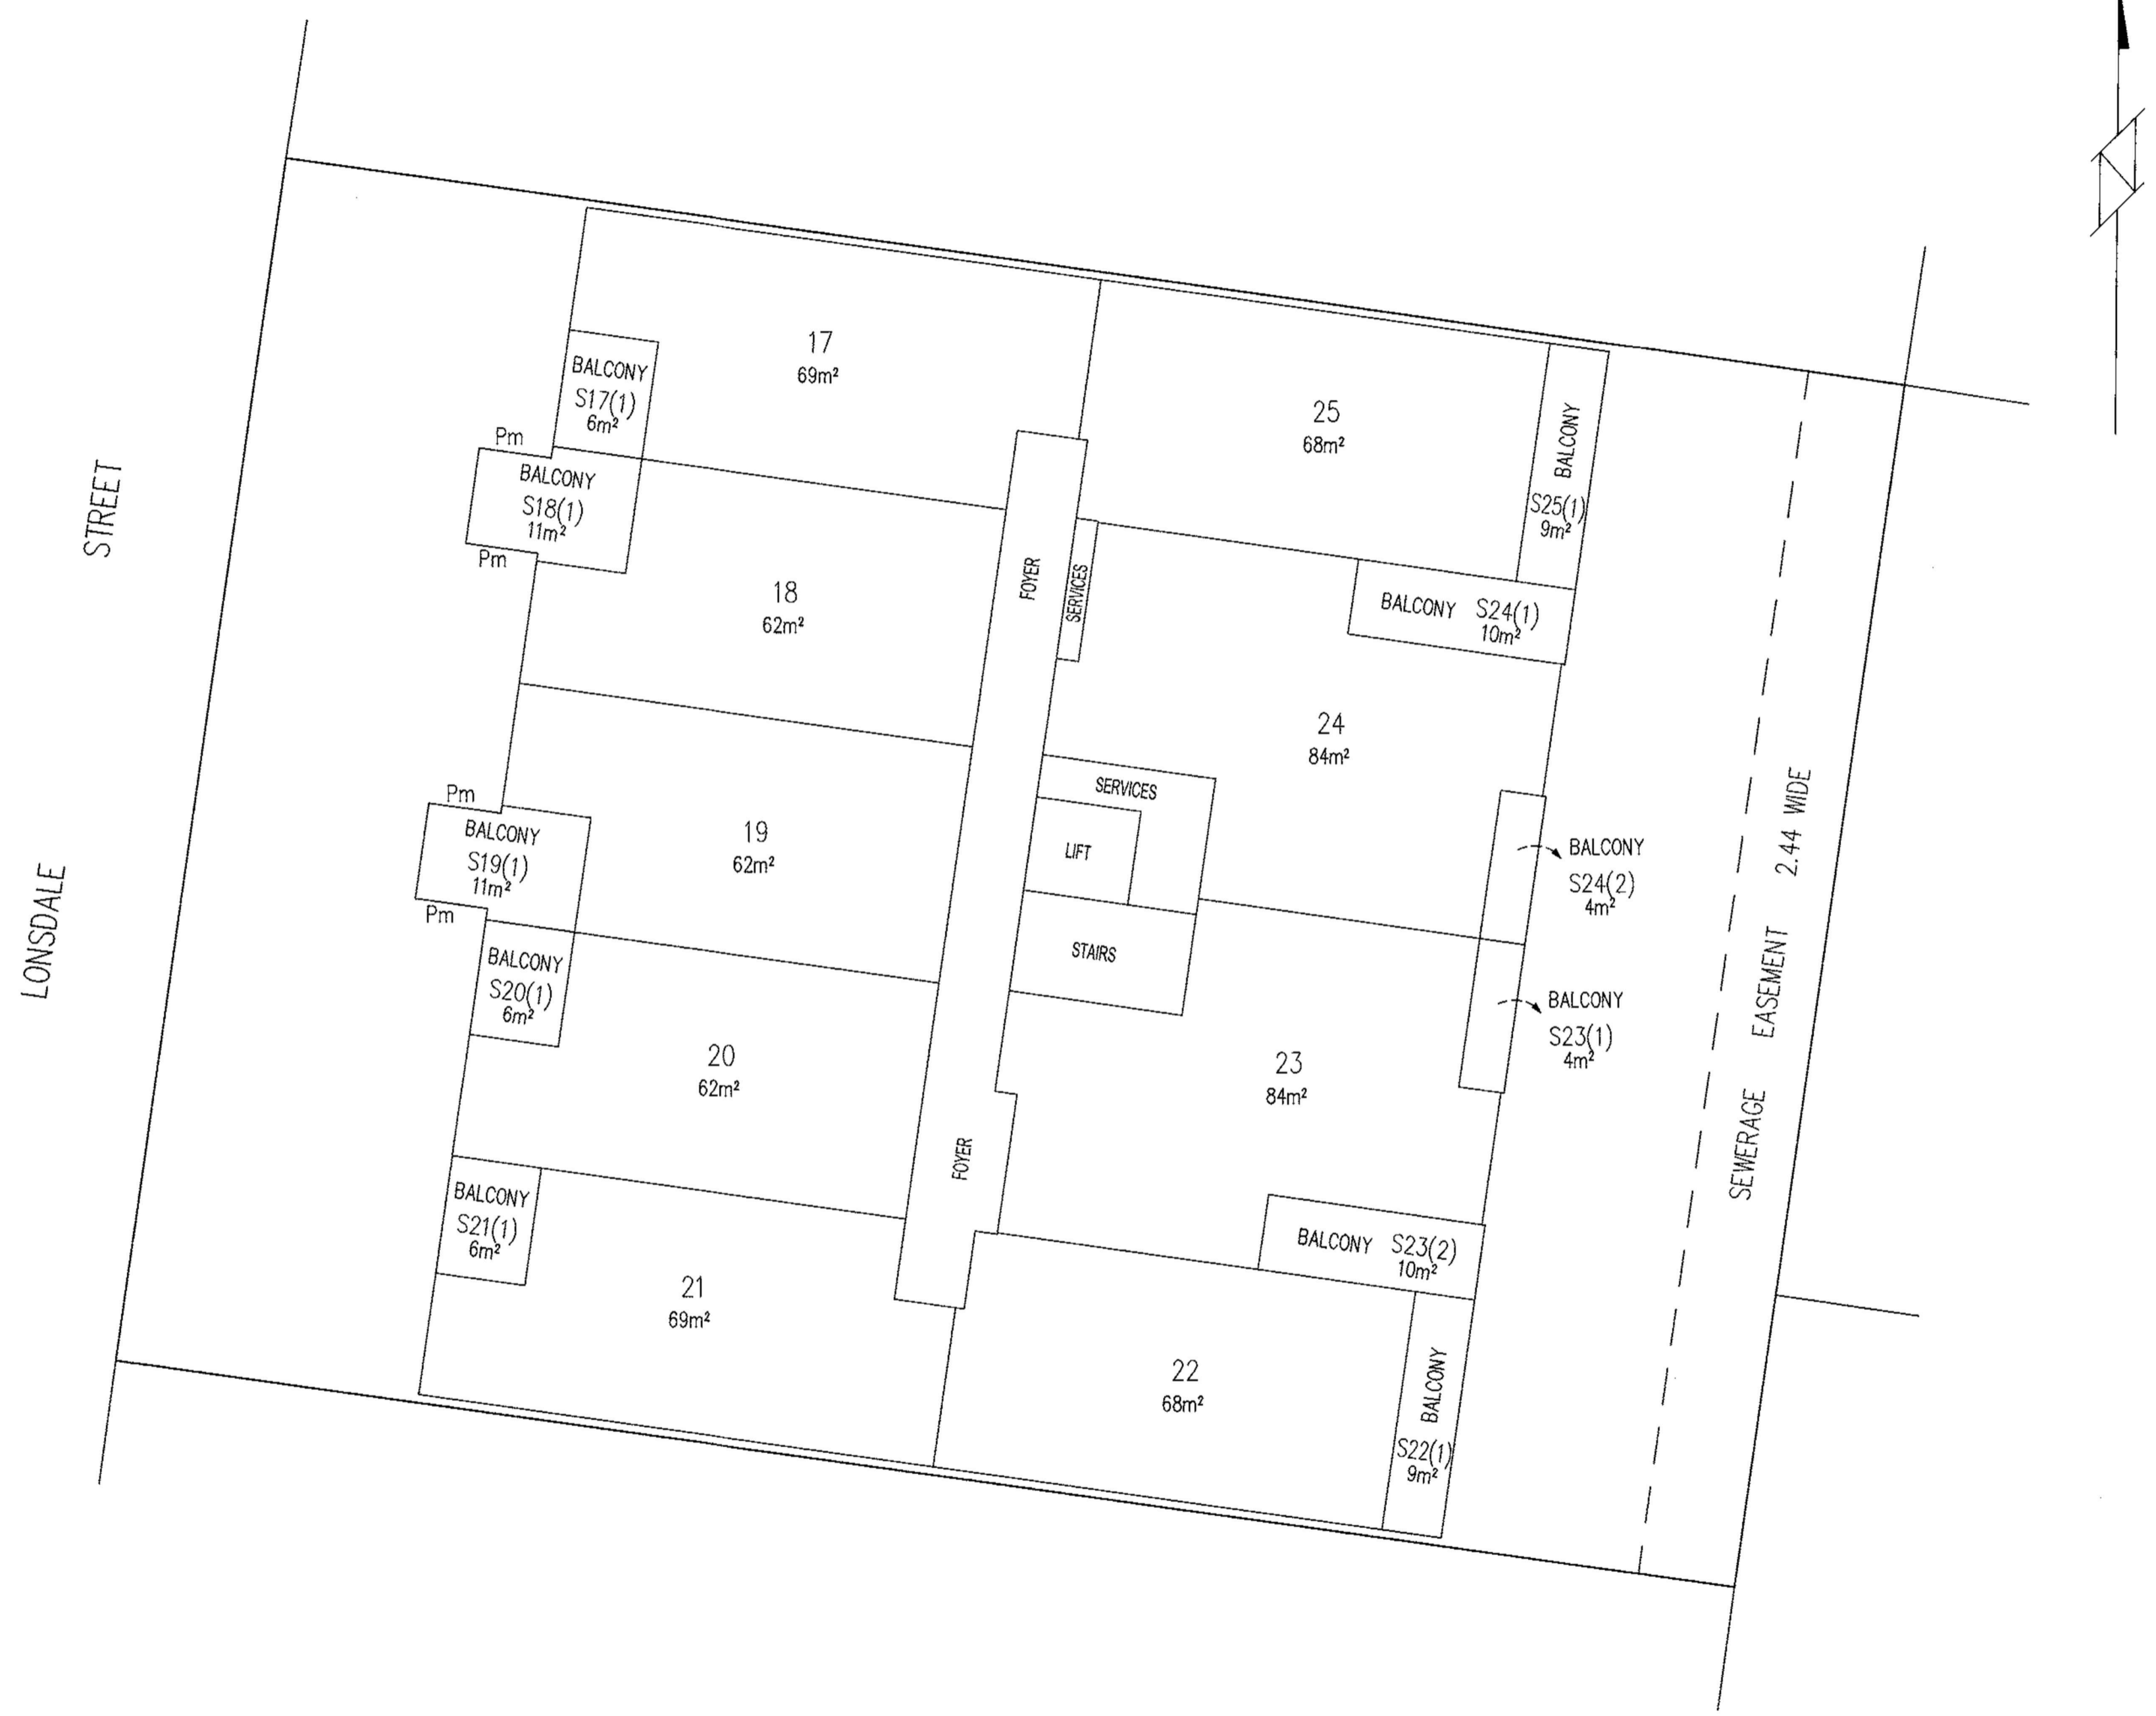 17
69m²
BALCONY
S17(1)
6m²
Pm
BALCONY
S18(1)
11m²
Pm
18
62m²
25
68m²
BALCONY
S25(1)
9m²
FOYER
SERVICES
BALCONY S24(1)
10m²
24
84m²
STREET
LONSDALE
SERVICES
LIFT
STAIRS
Pm
BALCONY
S19(1)
11m²
Pm
19
62m²
BALCONY
S24(2)
4m²
BALCONY
S20(1)
6m²
20
62m²
BALCONY
S23(1)
4m²
23
84m²
SEWERAGE EASEMENT 2.44 WIDE
FOYER
BALCONY
S21(1)
6m²
21
69m²
BALCONY S23(2)
10m²
22
68m²
BALCONY
S22(1)
9m²